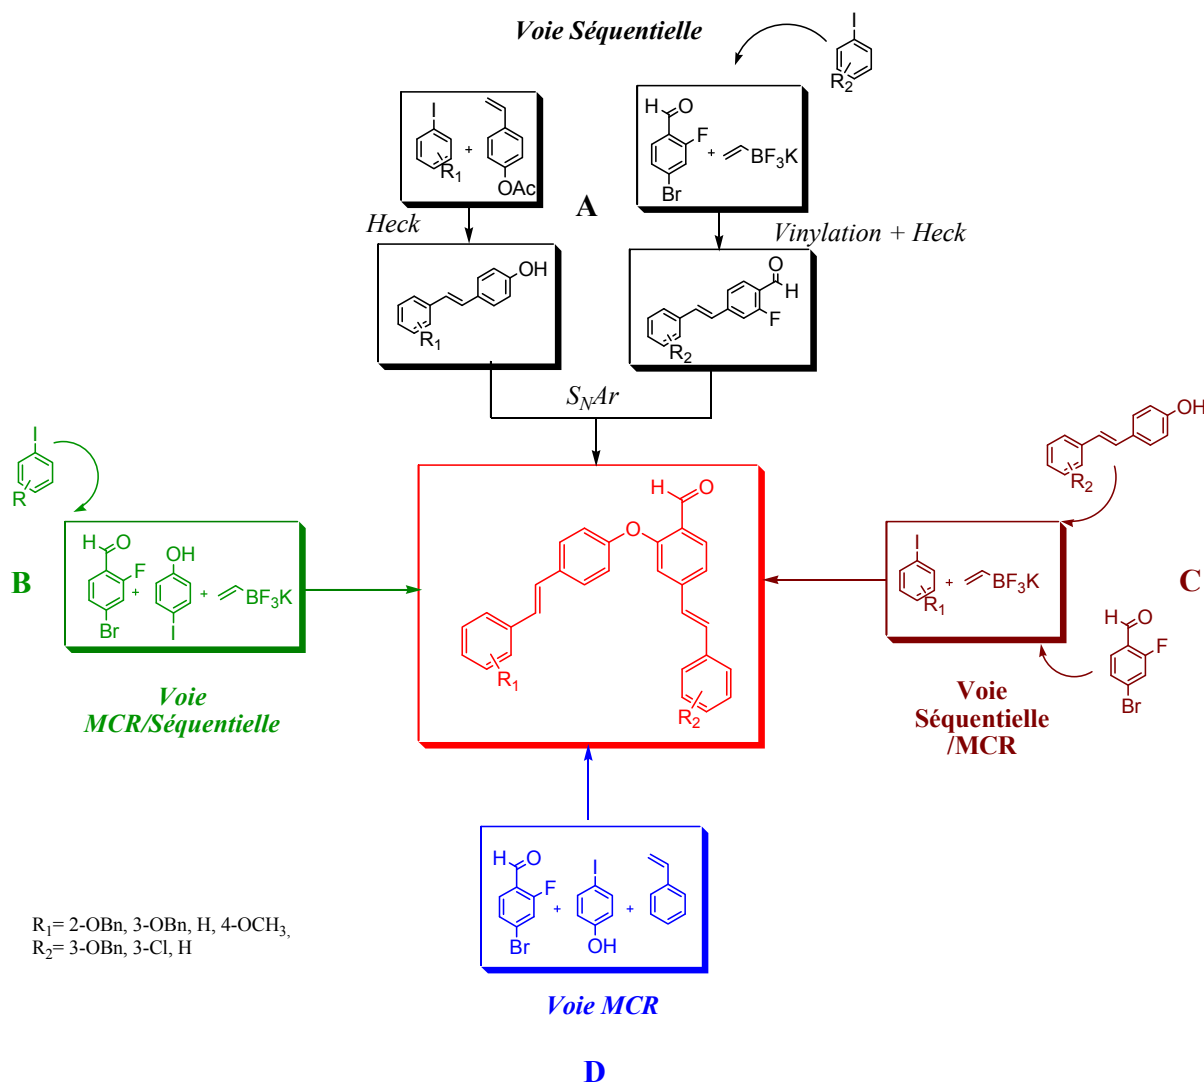 Voie Séquentielle
I
R2
I
+
R1
OAc
H
O
F
+
BF3K
Br
A
Heck
Vinylation + Heck
OH
R1
O
H
F
R2
SNAr
I
R
H
O
F
+
Br
OH
I
+
BF3K
B
Voie
MCR/Séquentielle
H
O
O
R1
R2
OH
R2
I
+
BF3K
R1
C
H
O
F
Br
Voie
Séquentielle
/MCR
H
O
F
+
Br
I
OH
+
R1= 2-OBn, 3-OBn, H, 4-OCH3,
R2= 3-OBn, 3-Cl, H
Voie MCR
D